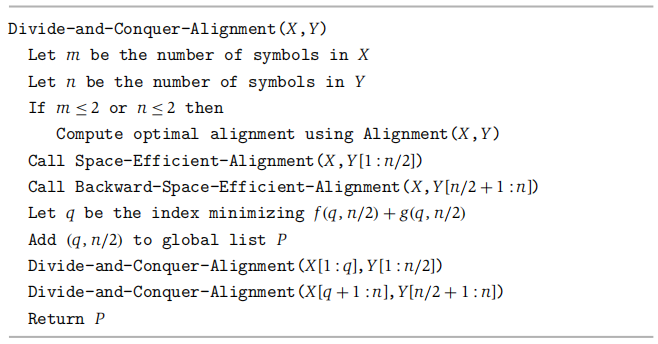 Divide-and-Conquer-Alignment(X,Y)
Let m be the number of symbols in X
Let n be the number of symbols in Y
If m ≤ 2 or n ≤ 2 then
Compute optimal alignment using Alignment(X,Y)
Call Space-Efficient-Alignment(X,Y[1:n/2])
Call Backward-Space-Efficient-Alignment(X,Y[n/2+1:n])
Let q be the index minimizing f(q,n/2)+g(q,n/2)
Add (q,n/2) to global list P
Divide-and-Conquer-Alignment(X[1:q],Y[1:n/2])
Divide-and-Conquer-Alignment(X[q+1:n],Y[n/2+1:n])
Return P